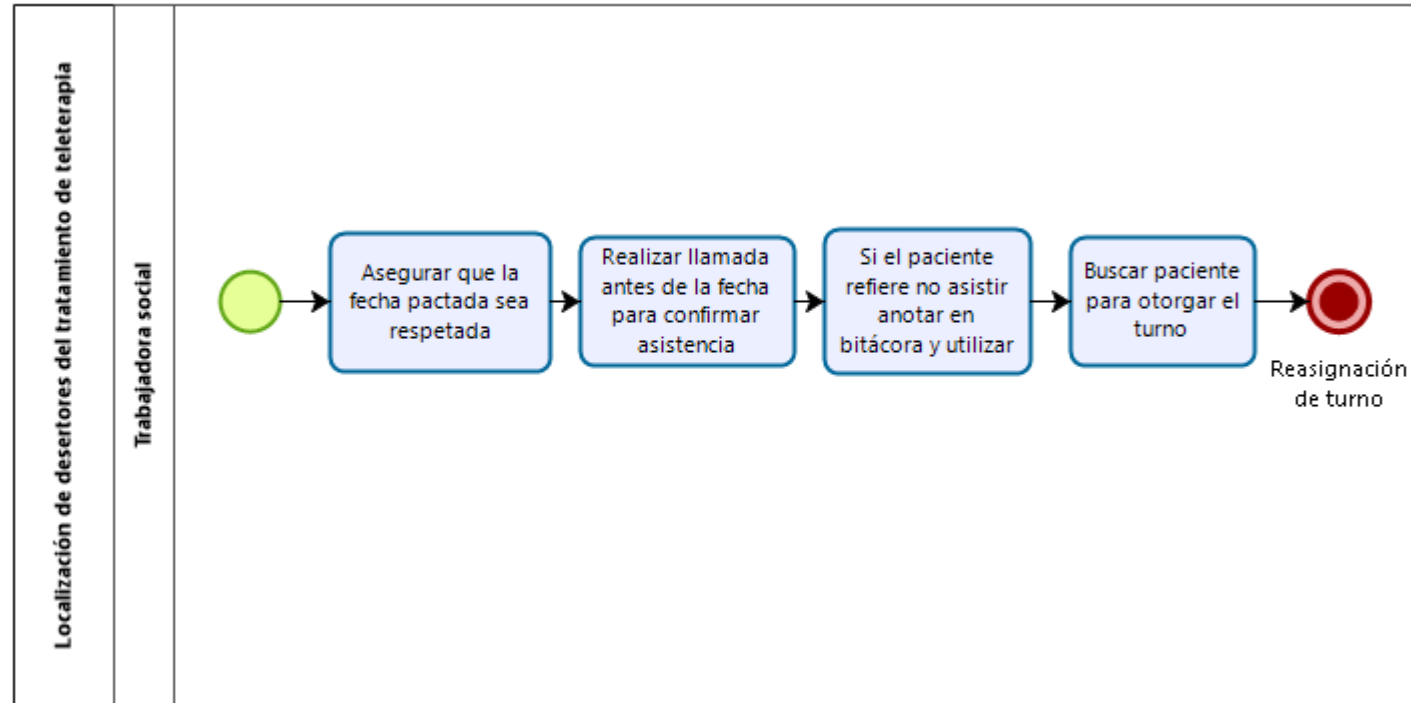 Localización de desertores del tratamiento de teleterapia
Trabajadora social
Asegurar que la
fecha pactada sea
respetada
Realizar llamada
antes de la fecha
para confirmar
asistencia
Si el paciente
refiere no asistir
anotar en
bitácora y utilizar
Buscar paciente
para otorgar el
turno
Reasignación
de turno